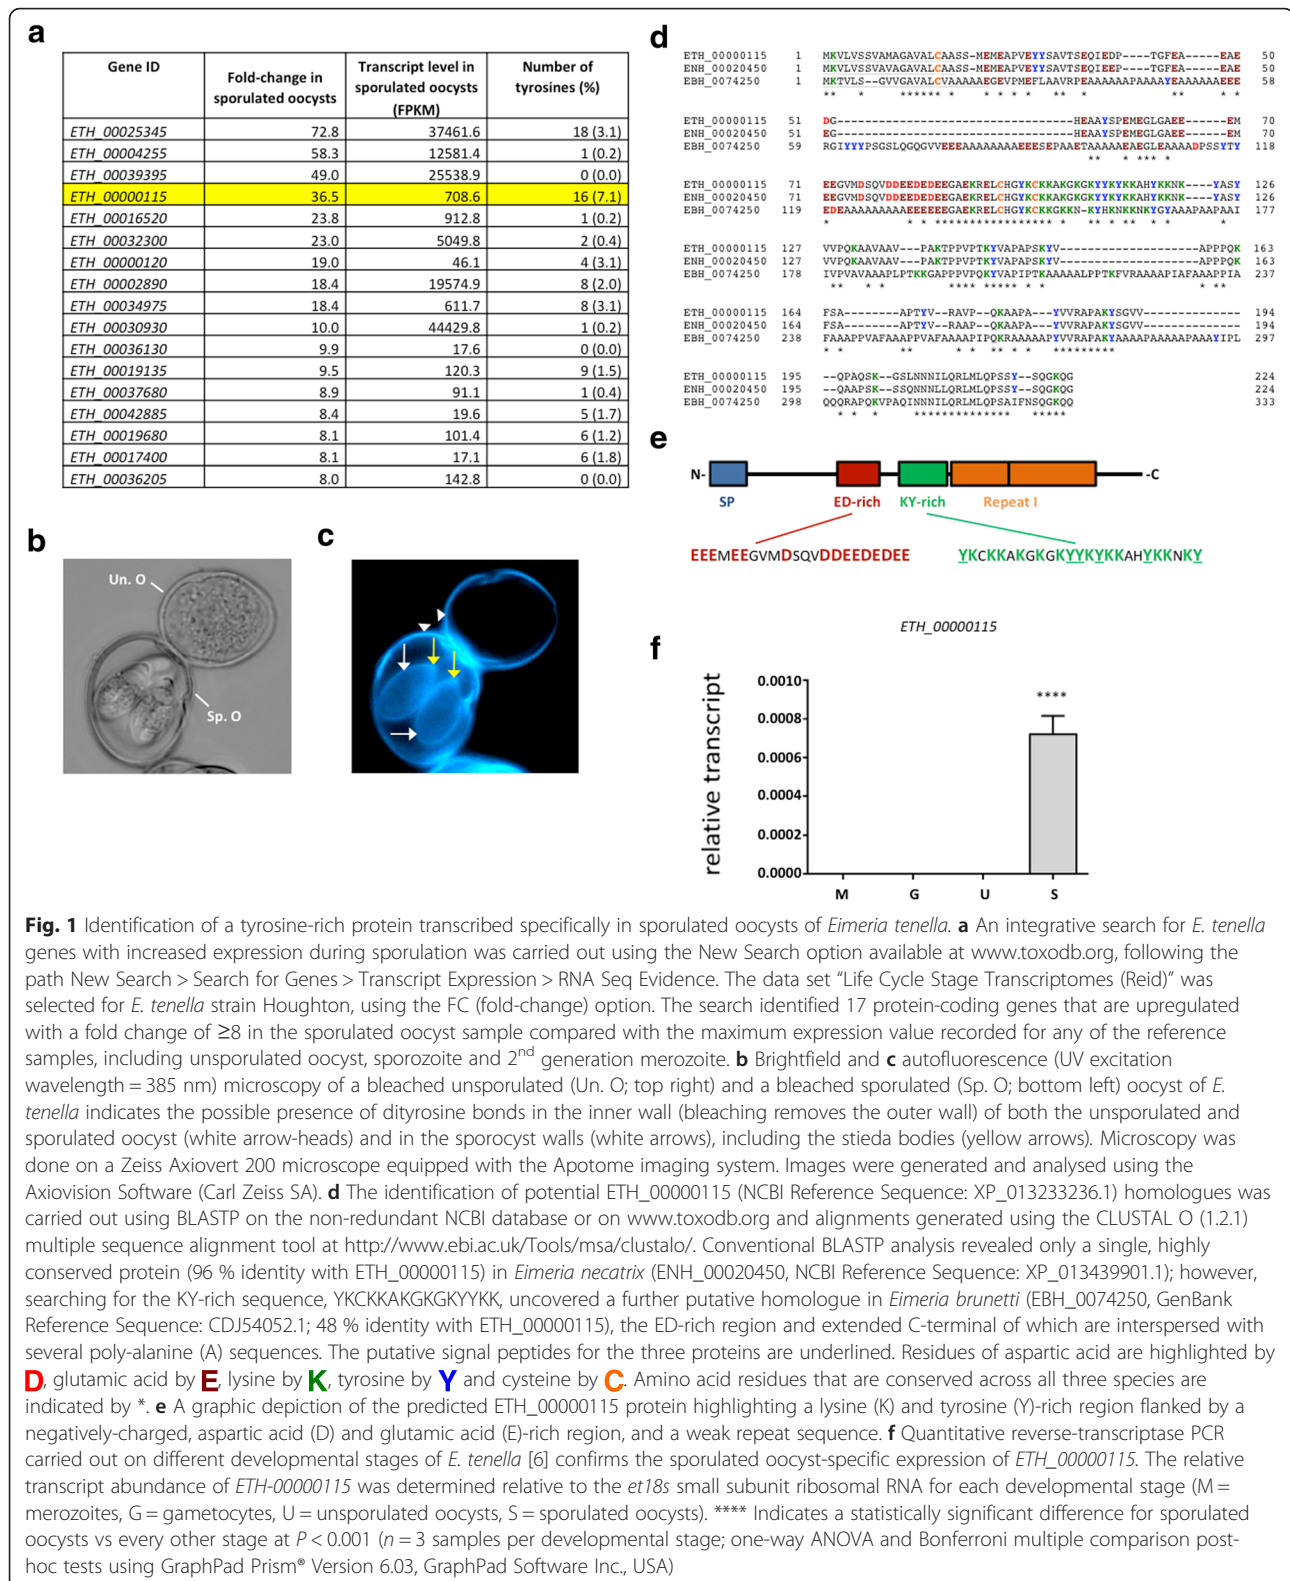 a
Gene ID
Fold-change in sporulated oocysts
Transcript level in sporulated oocysts (FPKM)
Number of tyrosines (%)
ETH_00025345 72.8 37461.6 18 (3.1)
ETH_00004255 58.3 12581.4 1 (0.2)
ETH_00039395 49.0 25538.9 0 (0.0)
ETH_00000115 36.5 708.6 16 (7.1)
ETH_00016520 23.8 912.8 1 (0.2)
ETH_00032300 23.0 5049.8 2 (0.4)
ETH_00000120 19.0 46.1 4 (3.1)
ETH_00002890 18.4 19574.9 8 (2.0)
ETH_00034975 18.4 611.7 8 (3.1)
ETH_00030930 10.0 44429.8 1 (0.2)
ETH_00036130 9.9 17.6 0 (0.0)
ETH_00019135 9.5 120.3 9 (1.5)
ETH_00037680 8.9 91.1 1 (0.4)
ETH_00042885 8.4 19.6 5 (1.7)
ETH_00019680 8.1 101.4 6 (1.2)
ETH_00017400 8.1 17.1 6 (1.8)
ETH_00036205 8.0 142.8 0 (0.0)
b
Un. O
Sp. O
c
d
ETH_00000115 1 MKVLVSSVAMAGAVALCAASS-MEMEAPVEYYSAVTSEQIEDP----TGFEA------EAE 50
ENH_00020450 1 MKVLVSSVAVAGAVALCAASS-MEMEAPVEYYSAVTSEQIEEP----TGFEA------EAE 50
ETH_00000115 51 DG 70
ENH_00020450 51 EG 70
EBH_0074250 59 118
ETH_00000115 71 EEGVMDSQVDDEEDEDEEGAEKRELCHGYKCKKAKGKGKYYKYKKAHYKKNK----YASY 126
ENH_00020450 71 EEGVMDSQVDDEEDEDEEGAEKRELCHGYKCKKAKGKGKYYKYKKAHYKKNK----YASY 126
EBH_0074250 119 177
ETH_00000115 127 VVPQKAAVAAV---PAKTPPVPTKYVAPAPSKYV----------------APPPQK 163
ENH_00020450 127 VVPQKAAVAAV---PAKTPPVPTKYVAPAPSKYV----------------APPPQK 163
EBH_0074250 178 237
ETH_00000115 164 FSA------APTYV--RAVP--QKAAPA---YVVRAPAKYSGVV 194
ENH_00020450 164 FSA------APTYV--RAAP--QKAAPA---YVVRAPAKYSGVV 194
EBH_0074250 238 297
ETH_00000115 195 --QPAQSK-GSLNNNILQRLMLQPSSY--SQGKQG 224
ENH_00020450 195 --QAAPSK-SSQNNNILQRLMLQPSSY--SQGKQG 224
EBH_0074250 298 QQQRAPQKVPAQINNNILQRLMLQPSAIFNSQGKQQ 333
e
N-
-C
SP
ED-rich
KY-rich
Repeat I
EEEMEEGVMDSQVDDEEDEDEE
YKCKKAKGKGKYYKYKKAHYKKNKY
f
ETH_00000115
relative transcript
0.0010
0.0008
0.0006
0.0004
0.0002
0.0000
****
M G U S
Fig. 1 Identification of a tyrosine-rich protein transcribed specifically in sporulated oocysts of Eimeria tenella. a An integrative search for E. tenella
genes with increased expression during sporulation was carried out using the New Search option available at www.toxodb.org, following the
path New Search > Search for Genes > Transcript Expression > RNA Seq Evidence. The data set “Life Cycle Stage Transcriptomes (Reid)” was
selected for E. tenella strain Houghton, using the FC (fold-change) option. The search identified 17 protein-coding genes that are upregulated
with a fold change of ≥8 in the sporulated oocyst sample compared with the maximum expression value recorded for any of the reference
samples, including unsporulated oocyst, sporozoite and 2nd generation merozoite. b Brightfield and c autofluorescence (UV excitation
wavelength = 385 nm) microscopy of a bleached unsporulated (Un. O; top right) and a bleached sporulated (Sp. O; bottom left) oocyst of E.
tenella indicates the possible presence of dityrosine bonds in the inner wall (bleaching removes the outer wall) of both the unsporulated and
sporulated oocyst (white arrow-heads) and in the sporocyst walls (white arrows), including the stieda bodies (yellow arrows). Microscopy was
done on a Zeiss Axiovert 200 microscope equipped with the Apotome imaging system. Images were generated and analysed using the
Axiovision Software (Carl Zeiss SA). d The identification of potential ETH_00000115 (NCBI Reference Sequence: XP_013233236.1) homologues was
carried out using BLASTP on the non-redundant NCBI database or on www.toxodb.org and alignments generated using the CLUSTAL O (1.2.1)
multiple sequence alignment tool at http://www.ebi.ac.uk/Tools/msa/clustalo/. Conventional BLASTP analysis revealed only a single, highly
conserved protein (96 % identity with ETH_00000115) in Eimeria necatrix (ENH_00020450, NCBI Reference Sequence: XP_013439901.1); however,
searching for the KY-rich sequence, YKCKKAKGKGKYYKK, uncovered a further putative homologue in Eimeria brunetti (EBH_0074250, GenBank
Reference Sequence: CDJ54052.1; 48 % identity with ETH_00000115), the ED-rich region and extended C-terminal of which are interspersed with
several poly-alanine (A) sequences. The putative signal peptides for the three proteins are underlined. Residues of aspartic acid are highlighted by
D, glutamic acid by E, lysine by K, tyrosine by Y and cysteine by C. Amino acid residues that are conserved across all three species are
indicated by *. e A graphic depiction of the predicted ETH_00000115 protein highlighting a lysine (K) and tyrosine (Y)-rich region flanked by a
negatively-charged, aspartic acid (D) and glutamic acid (E)-rich region, and a weak repeat sequence. f Quantitative reverse-transcriptase PCR
carried out on different developmental stages of E. tenella [6] confirms the sporulated oocyst-specific expression of ETH_00000115. The relative
transcript abundance of ETH-00000115 was determined relative to the et18s small subunit ribosomal RNA for each developmental stage (M =
merozoites, G = gametocytes, U = unsporulated oocysts, S = sporulated oocysts). **** Indicates a statistically significant difference for sporulated
oocysts vs every other stage at P < 0.001 (n = 3 samples per developmental stage; one-way ANOVA and Bonferroni multiple comparison post-
hoc tests using GraphPad Prism® Version 6.03, GraphPad Software Inc., USA)